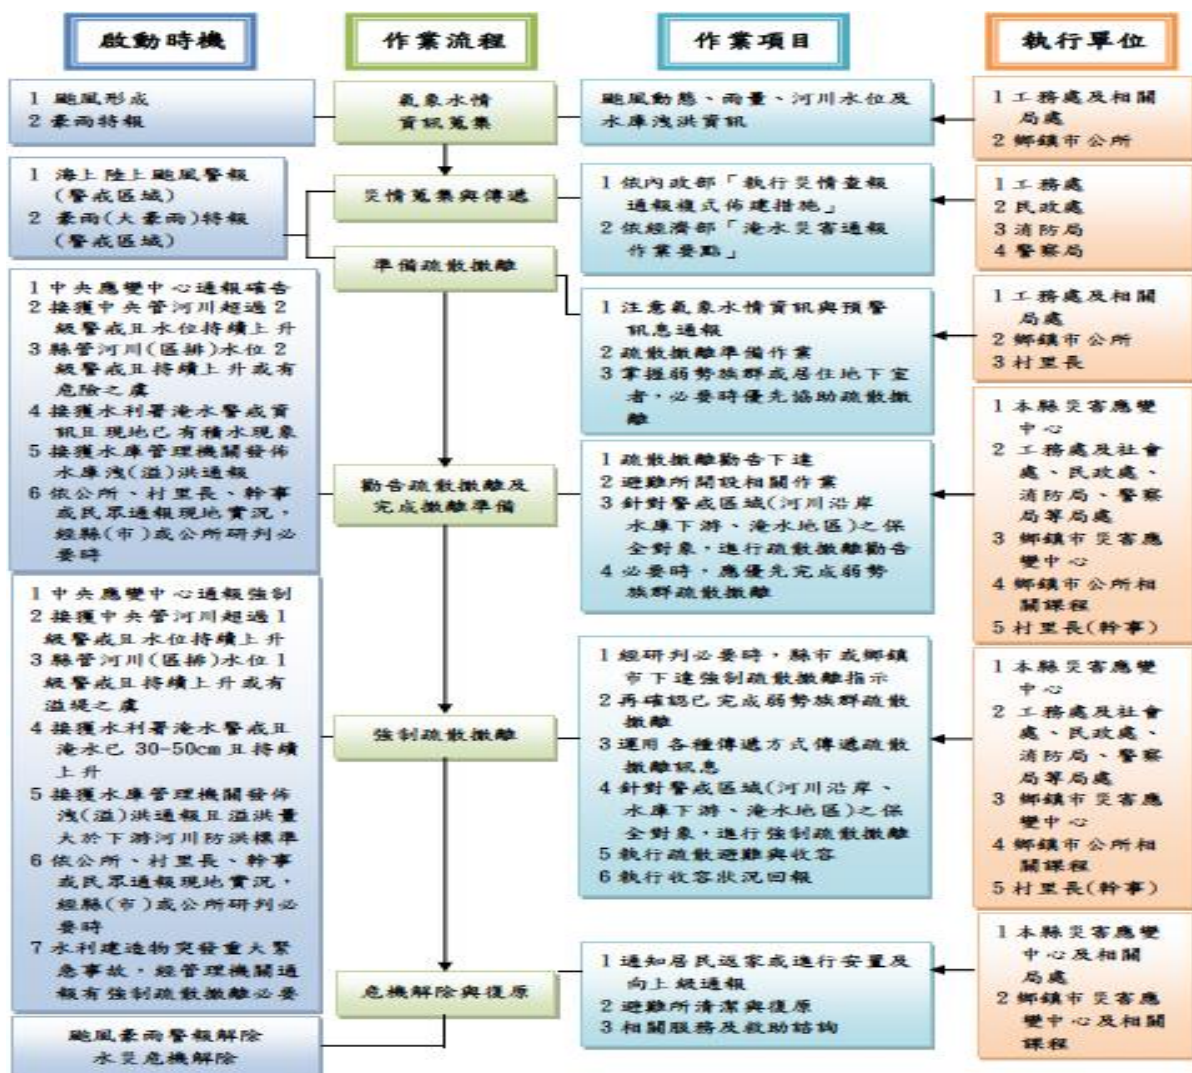 啟動時機
作業流程
作業項目
執行單位
1 颱風形成
2 豪雨特報
氣象水情
資訊蒐集
颱風動態、雨量、河川水位及
水庫洩洪資訊
1 工務處及相關
局處
2 鄉鎮市公所
1 海上陸上颱風警報
(警戒區域)
2 豪雨(大豪雨)特報
(警戒區域)
災情蒐集與傳遞
1 依內政部「執行災情查報
通報複式佈建措施」
2 依經濟部「淹水災害通報
作業要點」
1 工務處
2 民政處
3 消防局
4 警察局
準備疏散撤離
1 注意氣象水情資訊與預警
訊息通報
2 疏散撤離準備作業
3 掌握弱勢族群或居住地下室
者，必要時優先協助疏散撤
離
1 工務處及相關
局處
2 鄉鎮市公所
3 村里長
1 中央應變中心通報確告
2 接獲中央管河川超過 2
級警戒且水位持續上升
3 縣管河川(區排)水位 2
級警戒且持續上升或有
危險之虞
4 接獲水利署淹水警戒資
訊且現地已有積水現象
5 接獲水庫管理機關發佈
水庫洩(溢)洪通報
6 依公所、村里長、幹事
或民眾通報現地實況，
經縣(市)或公所研判必
要時
勸告疏散撤離及
完成撤離準備
1 疏散撤離勸告下達
2 避難所開設相關作業
3 針對警戒區域(河川沿岸
水庫下游、淹水地區)之保
全對象，進行疏散撤離勸告
4 必要時，應優先完成弱勢
族群疏散撤離
1 本縣災害應變
中心
2 工務處及社會
處、民政處、
消防局、警察
局等局處
3 鄉鎮市災害應
變中心
4 鄉鎮市公所相
關課程
5 村里長(幹事)
1 中央應變中心通報強制
2 接獲中央管河川超過 1
級警戒且水位持續上升
3 縣管河川(區排)水位 1
級警戒且持續上升或有
溢堤之虞
4 接獲水利署淹水警戒且
淹水已 30-50cm 且持續
上升
5 接獲水庫管理機關發佈
洩(溢)洪通報且溢洪量
大於下游河川防洪標準
6 依公所、村里長、幹事
或民眾通報現地實況，
經縣(市)或公所研判必
要時
7 水利建造物突發重大緊
急事故，經管理機關通
報有強制疏散撤離必要
強制疏散撤離
1 經研判必要時，縣市或鄉鎮
市下達強制疏散撤離指示
2 再確認已完成弱勢族群疏散
撤離
3 運用各種傳遞方式傳遞疏散
撤離訊息
4 針對警戒區域(河川沿岸、
水庫下游、淹水地區)之保
全對象，進行強制疏散撤離
5 執行疏散避難與收容
6 執行收容狀況回報
1 本縣災害應變
中心
2 工務處及社會
處、民政處、
消防局、警察
局等局處
3 鄉鎮市災害應
變中心
4 鄉鎮市公所相
關課程
5 村里長(幹事)
颱風豪雨警報解除
水災危機解除
危機解除與復原
1 通知居民返家或進行安置及
向上級通報
2 避難所清潔與復原
3 相關服務及救助諮詢
1 本縣災害應變
中心及相關
局處
2 鄉鎮市災害應
變中心及相關
課程